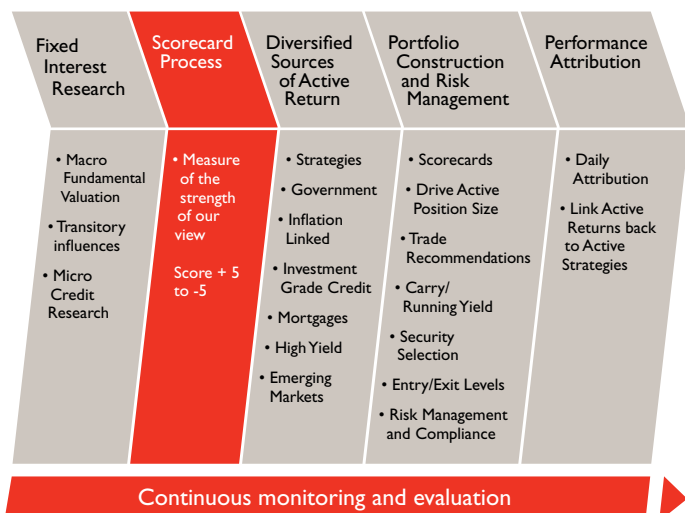 Fixed
Interest
Research
Scorecard
Process
Diversified
Sources
of Active
Return
Portfolio
Construction
and Risk
Management
Performance
Attribution
• Macro
Fundamental
Valuation
• Transitory
influences
• Micro
Credit
Research
• Measure
of the
strength
of our
view
Score + 5
to -5
• Strategies
• Government
• Inflation
Linked
• Investment
Grade Credit
• Mortgages
• High Yield
• Emerging
Markets
• Scorecards
• Drive Active
Position Size
• Trade
Recommendations
• Carry/
Running Yield
• Security
Selection
• Entry/Exit Levels
• Risk Management
and Compliance
• Daily
Attribution
• Link Active
Returns back
to Active
Strategies
Continuous monitoring and evaluation